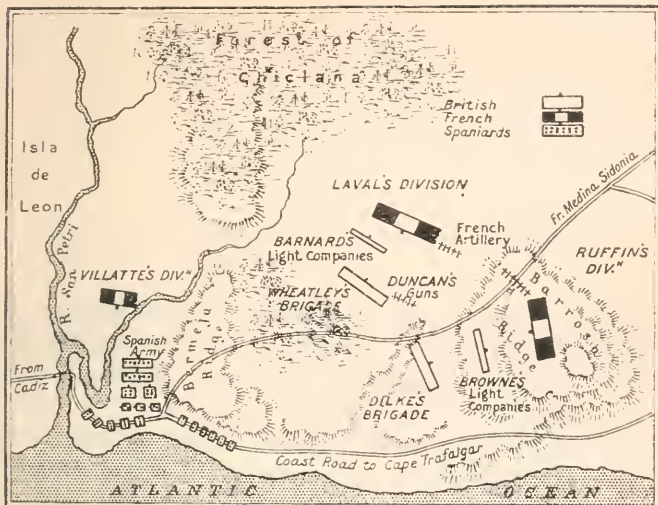 Forest of
Chiclana
British
French
Spaniards
Isla
de
Leon
R. San Petri
LAVAL'S DIVISION
Fr. Medina Sidonia
BARNARD'S
Light Companies
French
Artillery
RUFFIN'S
DIV.N
VILLATTE'S DIV.N
DUNCAN'S
Guns
WHEATLEY'S
BRIGADE
Barrosa
Ridge
Spanish
Army
Bermeja
Ridge
From
Cadiz
DILKE'S
BRIGADE
BROWNE'S
Light
Companies
Coast Road to Cape Trafalgar
ATLANTIC OCEAN